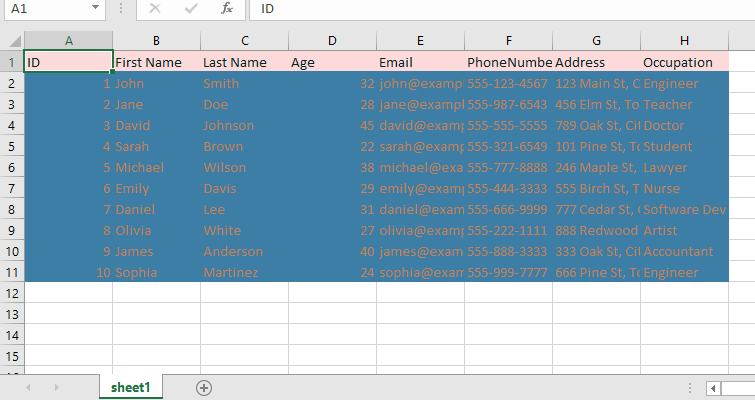 A1 fx ID
A B C D E F G H
1 ID First Name Last Name Age Email PhoneNumbe Address Occupation
2 1 John Smith 32 john@examp 555-123-4567 123 Main St, C Engineer
3 2 Jane Doe 28 jane@exampl 555-987-6543 456 Elm St, To Teacher
4 3 David Johnson 45 david@examp 555-555-5555 789 Oak St, Cit Doctor
5 4 Sarah Brown 22 sarah@examp 555-321-6549 101 Pine St, To Student
6 5 Michael Wilson 38 michael@exa 555-777-8888 246 Maple St, Lawyer
7 6 Emily Davis 29 emily@examp 555-444-3333 555 Birch St, T Nurse
8 7 Daniel Lee 31 daniel@exam 555-666-9999 777 Cedar St, Software Dev
9 8 Olivia White 27 olivia@examp 555-222-1111 888 Redwood Artist
10 9 James Anderson 40 james@exam 555-888-3333 333 Oak St, Cit Accountant
11 10 Sophia Martinez 24 sophia@exam 555-999-7777 666 Pine St, To Engineer
12
13
14
15
sheet1